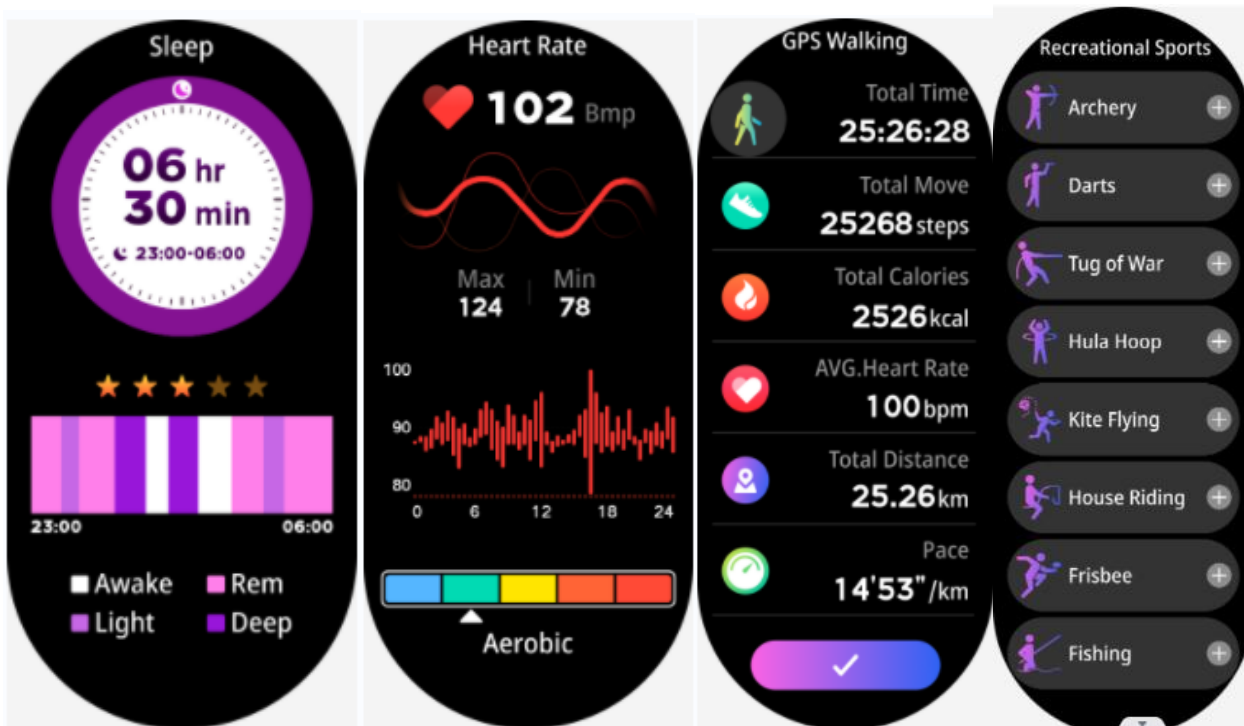 Sleep
06 hr
30 min
23:00-06:00
23:00 06:00
Awake Rem
Light Deep
Heart Rate
102 Bmp
Max Min
124 78
100
90
80
0 6 12 18 24
Aerobic
GPS Walking
Total Time
25:26:28
Total Move
25268 steps
Total Calories
2526 kcal
AVG.Heart Rate
100 bpm
Total Distance
25.26 km
Pace
14'53"/km
Recreational Sports
Archery
Darts
Tug of War
Hula Hoop
Kite Flying
House Riding
Frisbee
Fishing